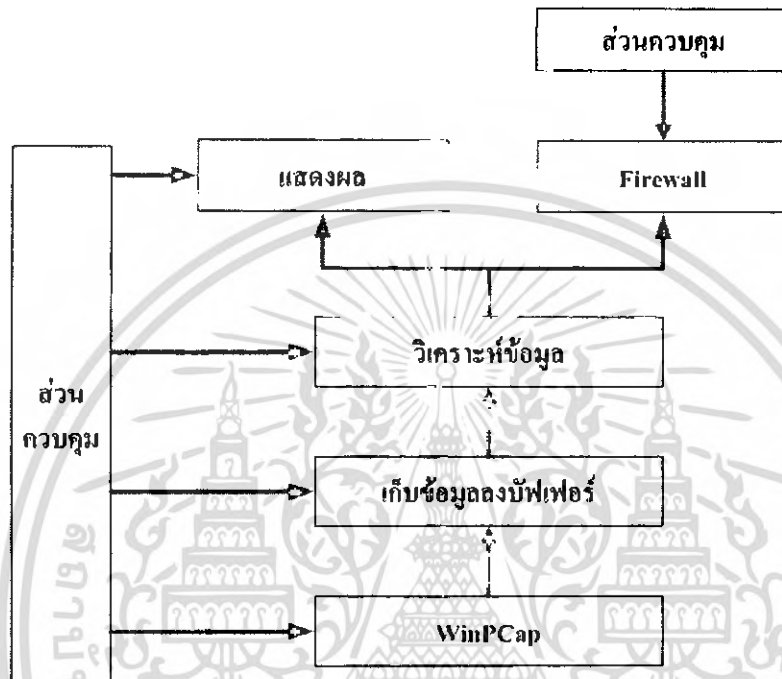 ส่วนควบคุม
แสดงผล
Firewall
วิเคราะห์ข้อมูล
ส่วน
ควบคุม
เก็บข้อมูลลงบัฟเฟอร์
WinPCap